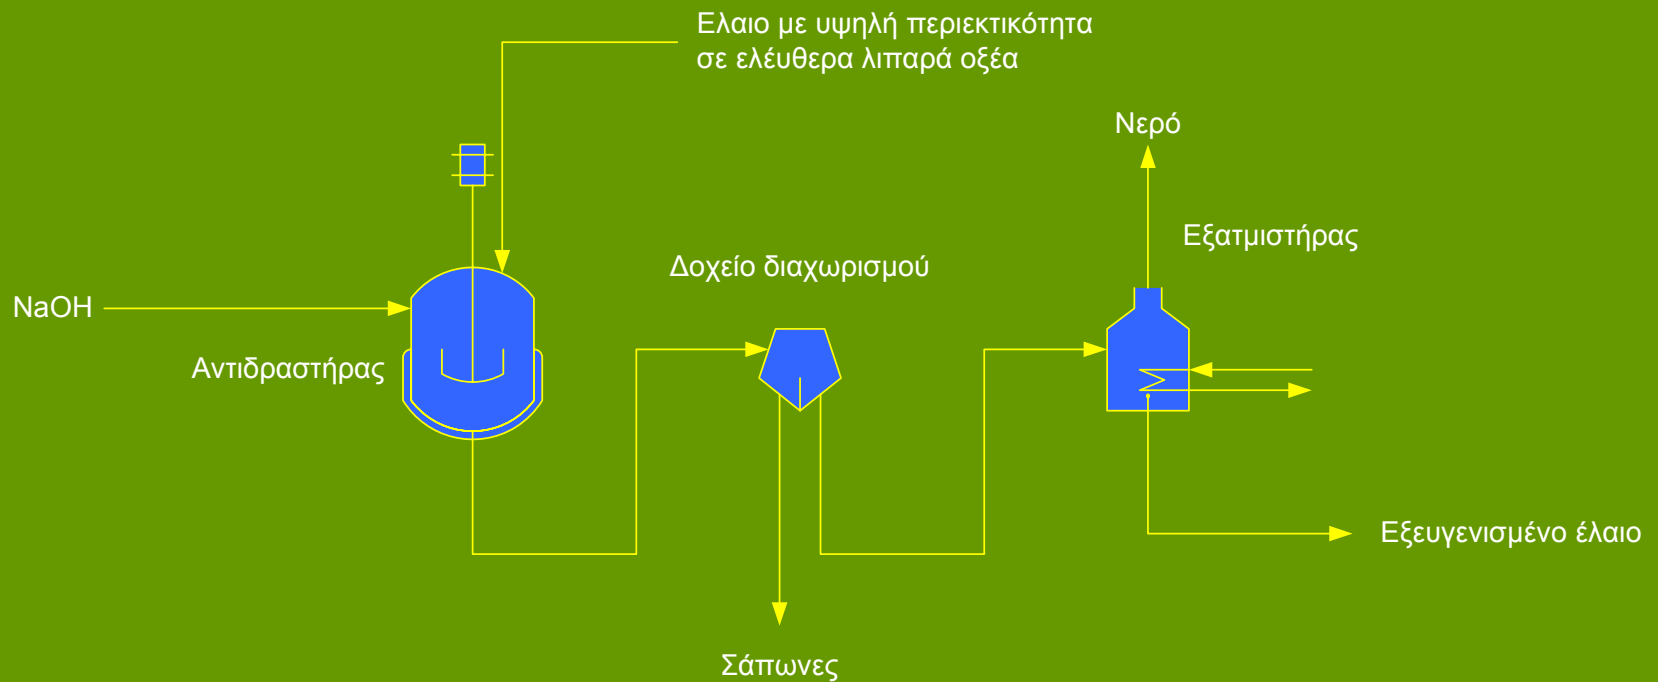 Ελαιο με υψηλή περιεκτικότητα
σε ελέυθερα λιπαρά οξέα
Νερό
Εξατμιστήρας
Δοχείο διαχωρισμού
NaOH
Αντιδραστήρας
Εξευγενισμένο έλαιο
Σάπωνες